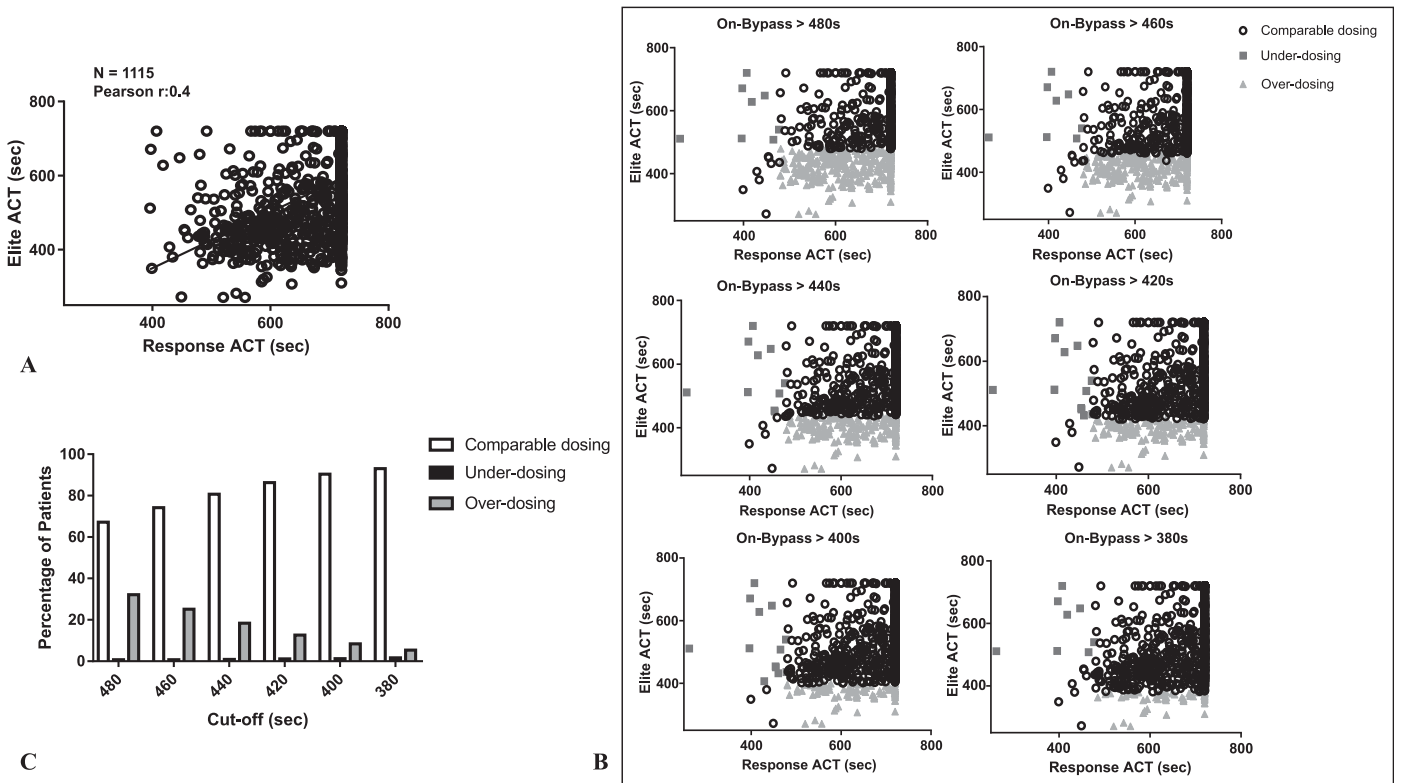 N = 1115
Pearson r:0.4
800
600
400
Elite ACT (sec)
400 600 800
Response ACT (sec)
A
On-Bypass > 480s
800
600
400
Elite ACT (sec)
400 600 800
Response ACT (sec)
On-Bypass > 460s
800
600
400
Elite ACT (sec)
400 600 800
Response ACT (sec)
Comparable dosing
Under-dosing
Over-dosing
On-Bypass > 440s
800
600
400
Elite ACT (sec)
400 600 800
Response ACT (sec)
On-Bypass > 420s
800
600
400
Elite ACT (sec)
400 600 800
Response ACT (sec)
On-Bypass > 400s
800
600
400
Elite ACT (sec)
400 600 800
Response ACT (sec)
On-Bypass > 380s
800
600
400
Elite ACT (sec)
400 600 800
Response ACT (sec)
B
Comparable dosing
Under-dosing
Over-dosing
100
80
60
40
20
0
Percentage of Patients
480 460 440 420 400 380
Cut-off (sec)
C